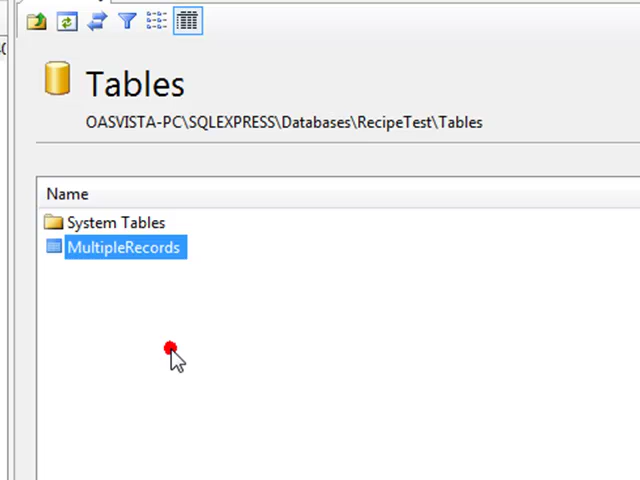 Tables
OASVISTA-PC\SQLEXPRESS\Databases\RecipeTest\Tables
Name
System Tables
MultipleRecords